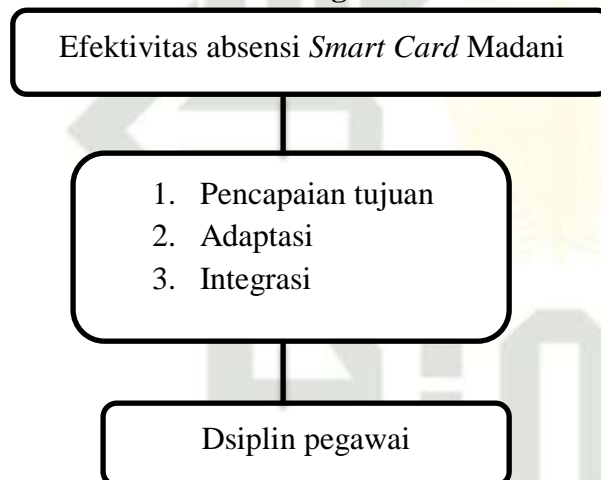 Efektivitas absensi Smart Card Madani
1. Pencapaian tujuan
2. Adaptasi
3. Integrasi
Dsiplin pegawai